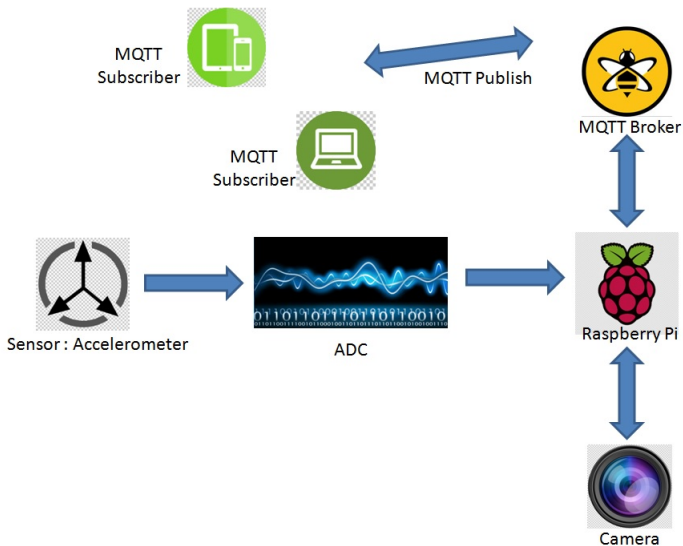 MQTT
Subscriber
MQTT Publish
MQTT Broker
MQTT
Subscriber
Sensor : Accelerometer
ADC
Raspberry Pi
Camera